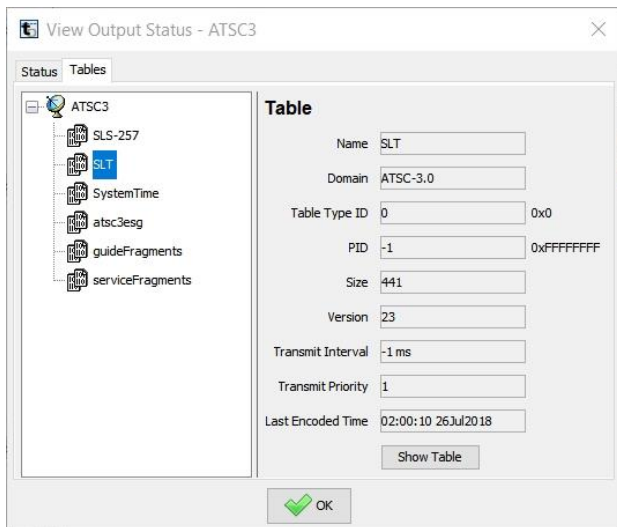 View Output Status - ATSC3
Status Tables
ATSC3
SLS-257
SLT
SystemTime
atsc3esg
guideFragments
serviceFragments
Table
Name SLT
Domain ATSC-3.0
Table Type ID 0 0x0
PID -1 0xFFFFFFFF
Size 441
Version 23
Transmit Interval -1 ms
Transmit Priority 1
Last Encoded Time 02:00:10 26Jul2018
Show Table
OK